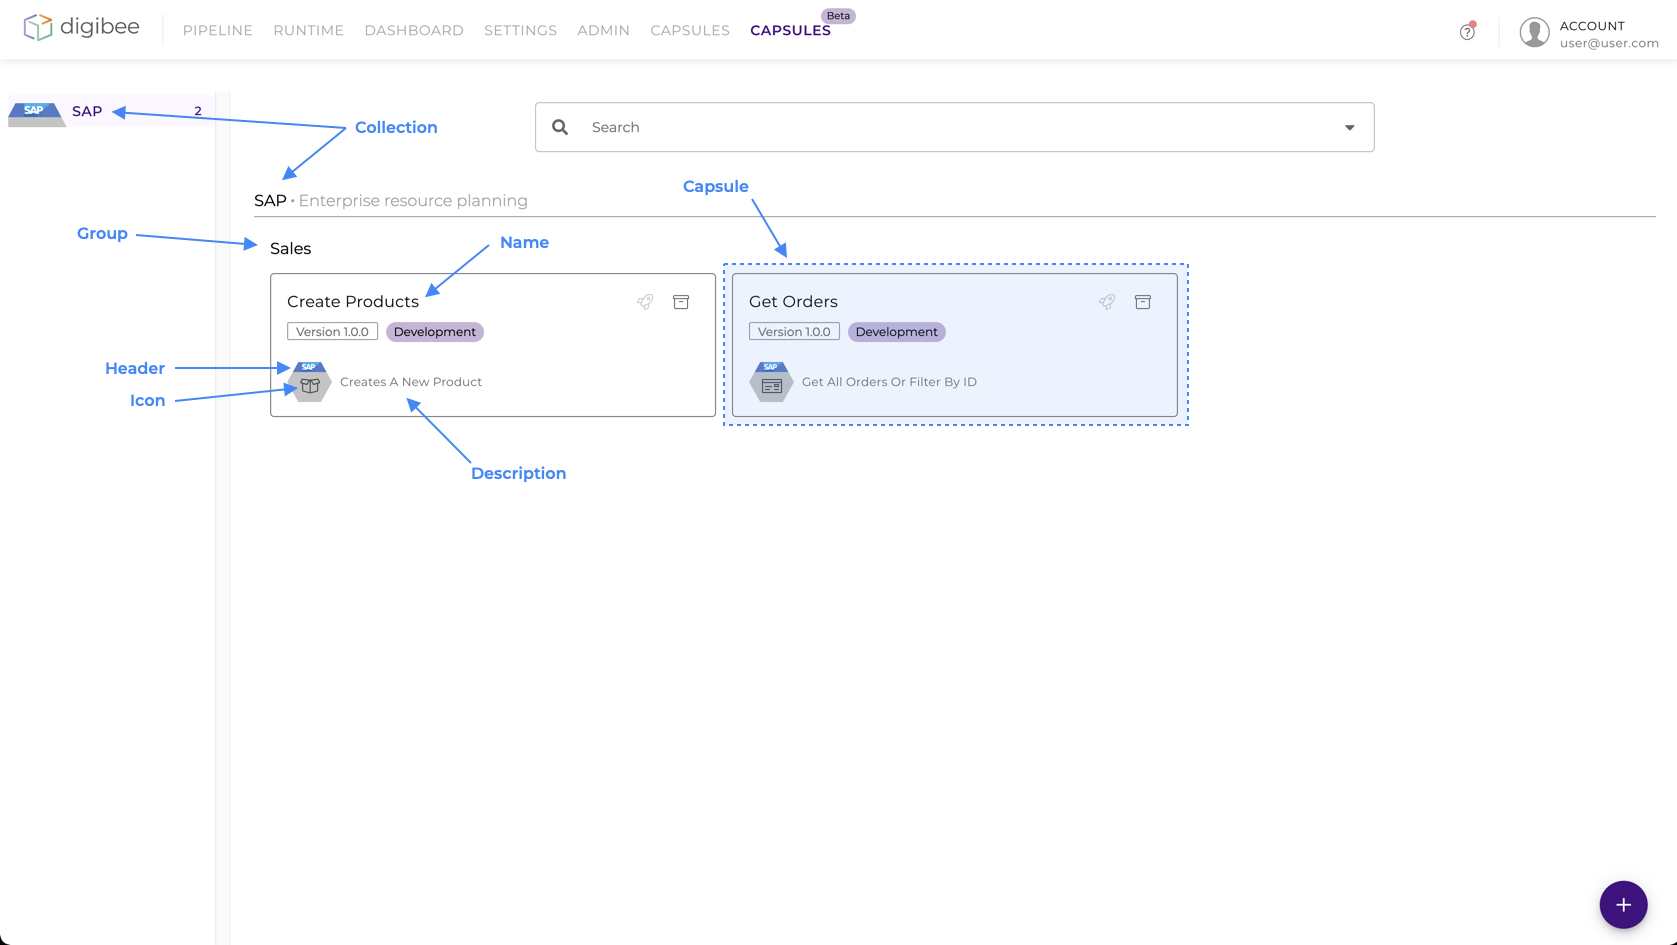 digibee
PIPELINE RUNTIME DASHBOARD SETTINGS ADMIN CAPSULES CAPSULES Beta
ACCOUNT
user@user.com
SAP SAP 2
Collection
Search
SAP • Enterprise resource planning
Capsule
Group
Sales
Name
Create Products
Version 1.0.0 Development
Header
SAP
Icon
Creates A New Product
Description
Get Orders
Version 1.0.0 Development
SAP
Get All Orders Or Filter By ID